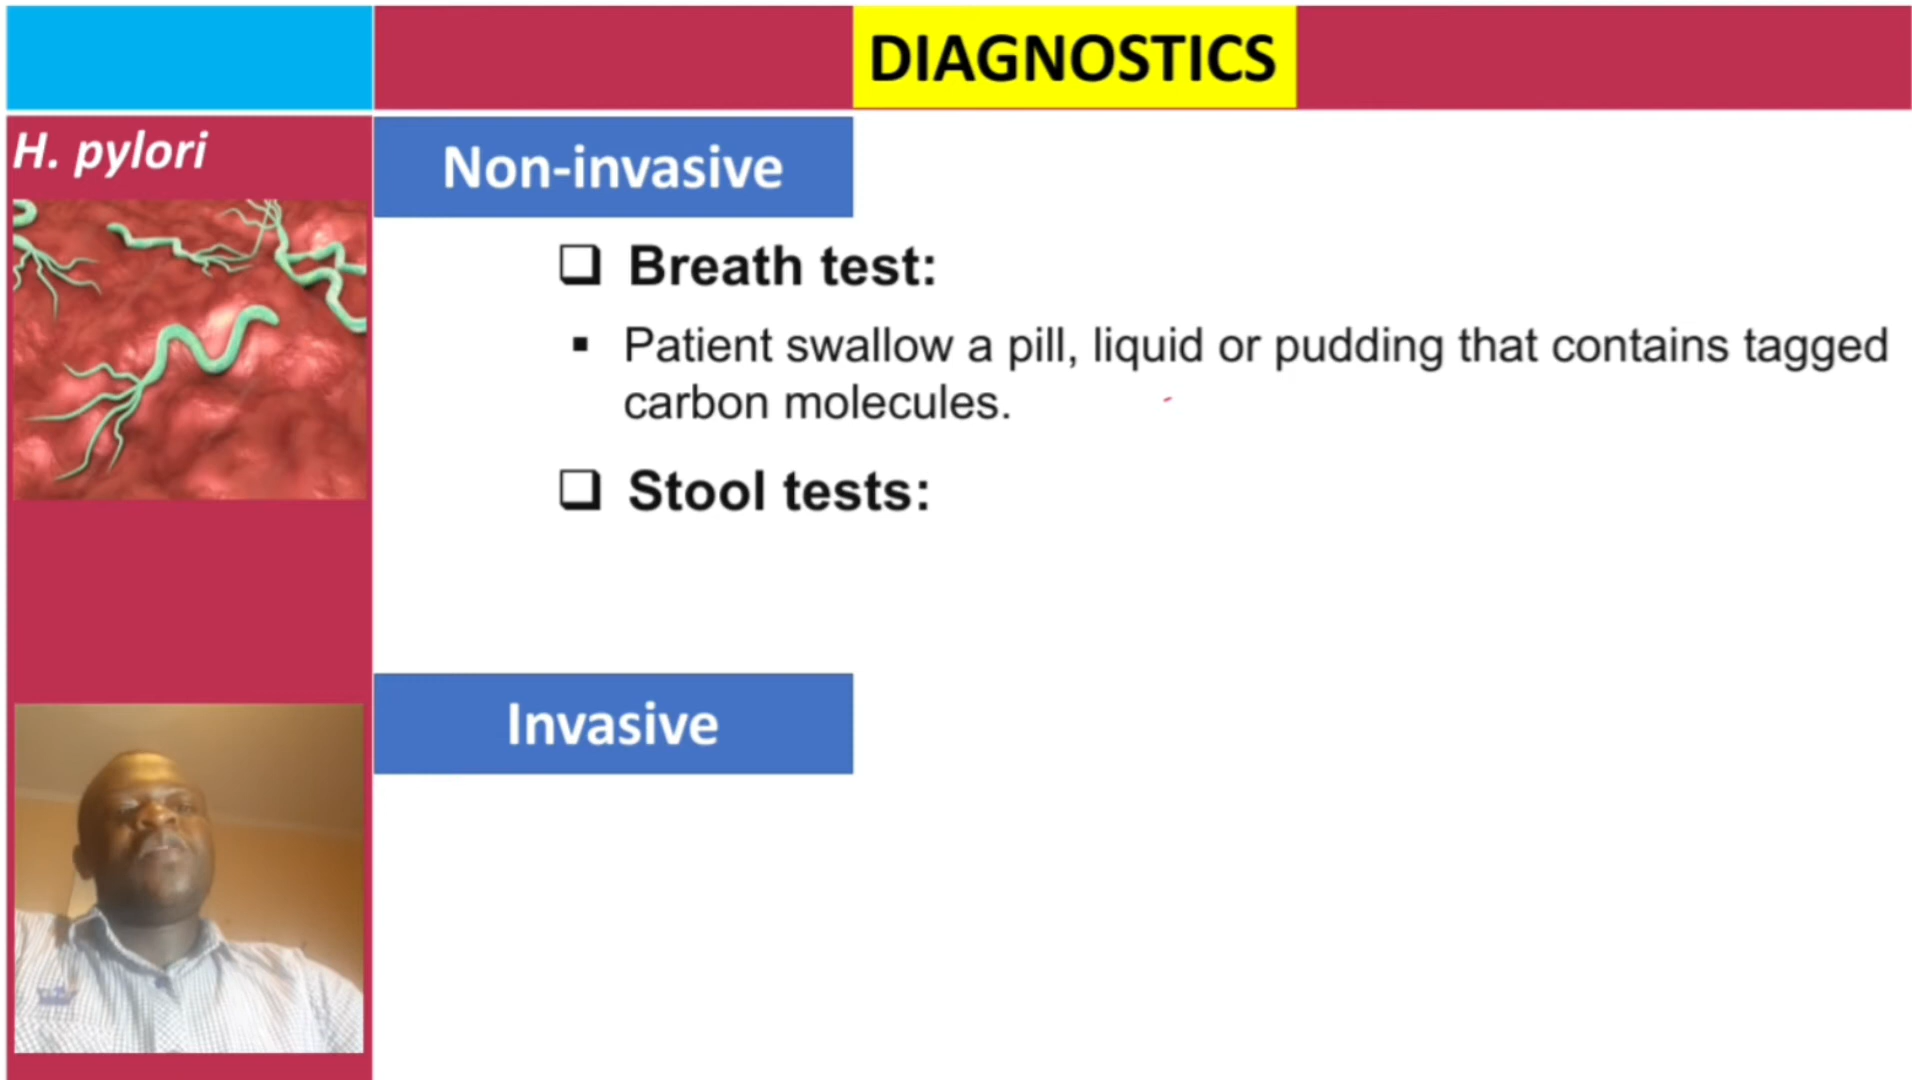 DIAGNOSTICS
H. pylori
Non-invasive
❑ Breath test:
▪ Patient swallow a pill, liquid or pudding that contains tagged
carbon molecules.
❑ Stool tests:
Invasive